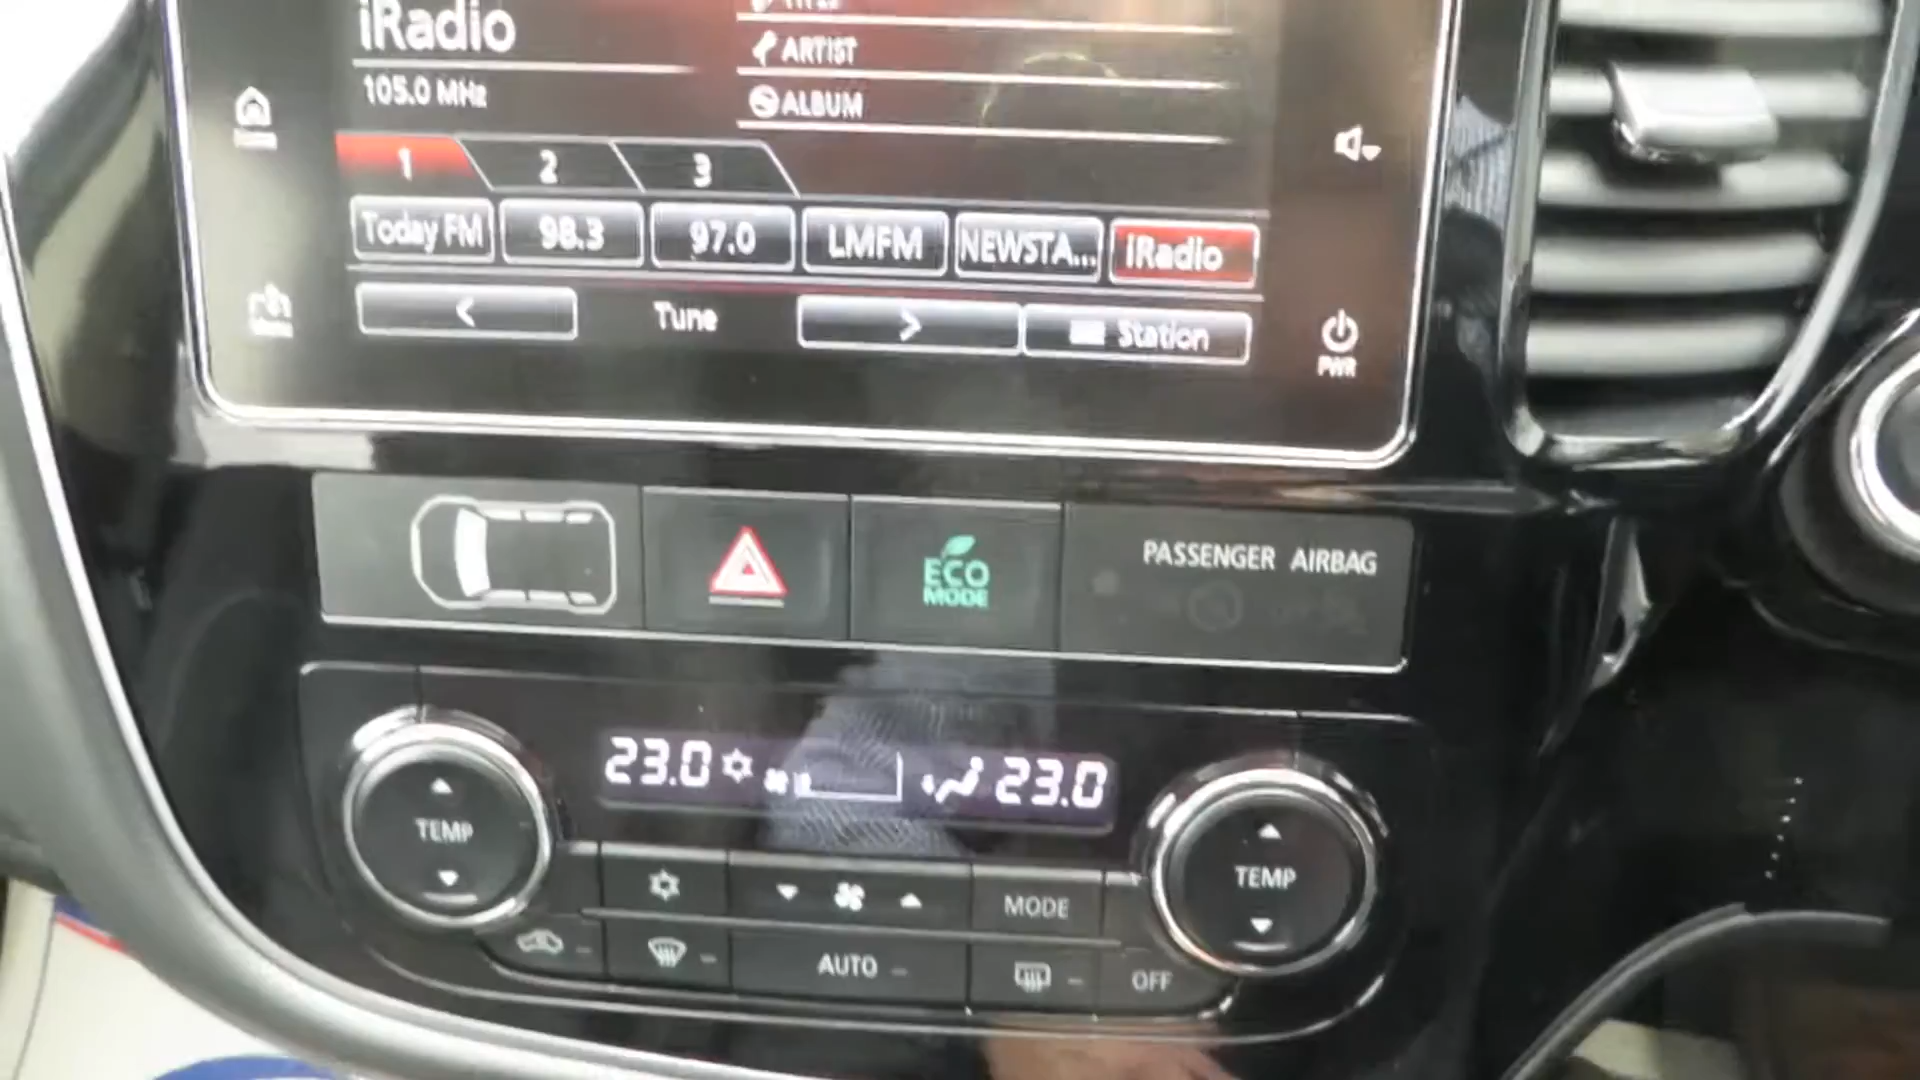 iRadio
TITLE
ARTIST
105.0 MHz
ALBUM
1 2 3
Today FM 98.3 97.0 LMFM NEWSTA... iRadio
< Tune > Station
PWR
ECO
MODE
PASSENGER AIRBAG
23.0 23.0
TEMP
TEMP
MODE
AUTO
OFF